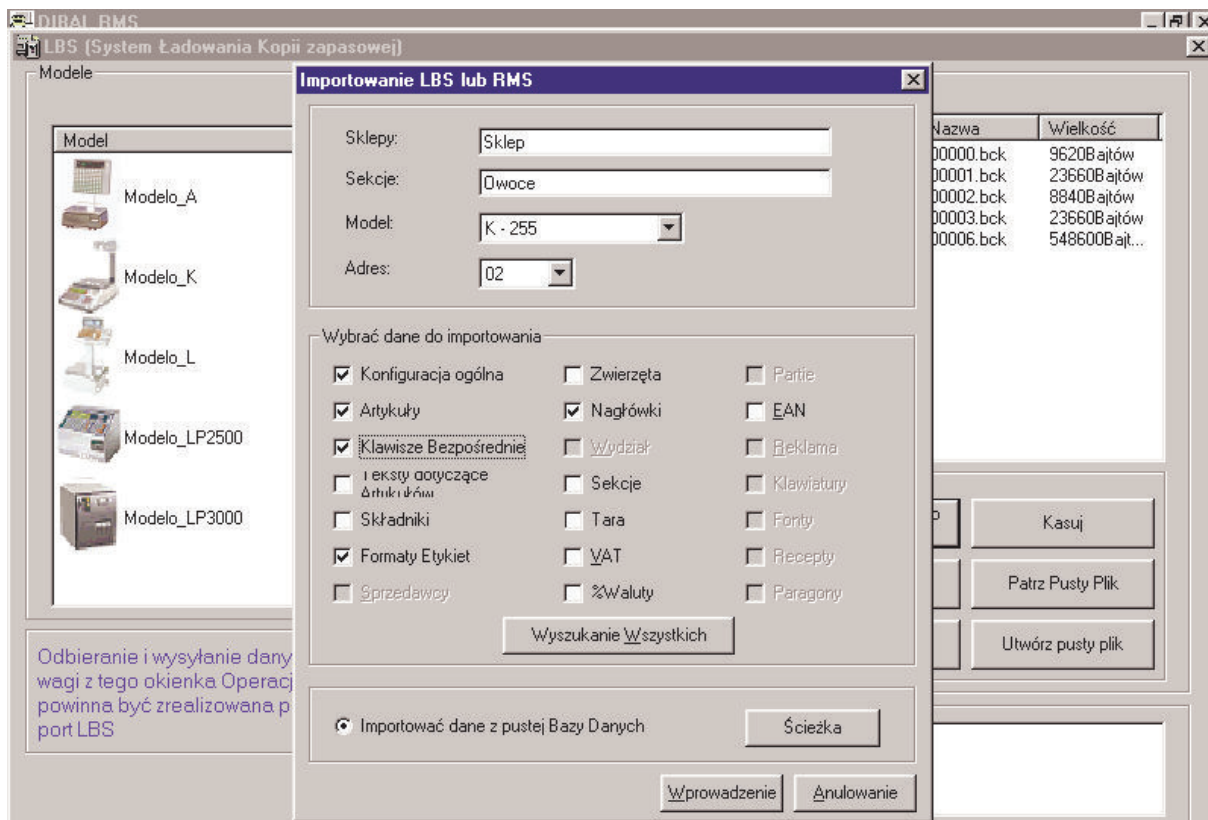 DIBAL RMS
LBS (System Ładowania Kopii zapasowej)
Modele
Model
Modelo_A
Modelo_K
Modelo_L
Modelo_LP2500
Modelo_LP3000
Odbieranie i wysyłanie dany
wagi z tego okienka Operacj
powinna być zrealizowana p
port LBS
Importowanie LBS lub RMS
Sklepy: Sklep
Sekcje: Owoce
Model: K - 255
Adres: 02
Wybrać dane do importowania
Konfiguracja ogólna Zwierzęta Partie
Artykuły Nagłówki EAN
Klawisze Bezpośrednie Wydział Reklama
Teksty dotyczące
Artykułów Sekcje Klawiatury
Składniki Tara Fonty
Formaty Etykiet VAT Recepty
Sprzedawcy %Waluty Paragony
Wyszukanie Wszystkich
Importować dane z pustej Bazy Danych Ścieżka
Wprowadzenie Anulowanie
Nazwa Wielkość
00000.bck 9620Bajtów
00001.bck 23660Bajtów
00002.bck 8840Bajtów
00003.bck 23660Bajtów
00006.bck 548600Bajt...
Kasuj
Patrz Pusty Plik
Utwórz pusty plik